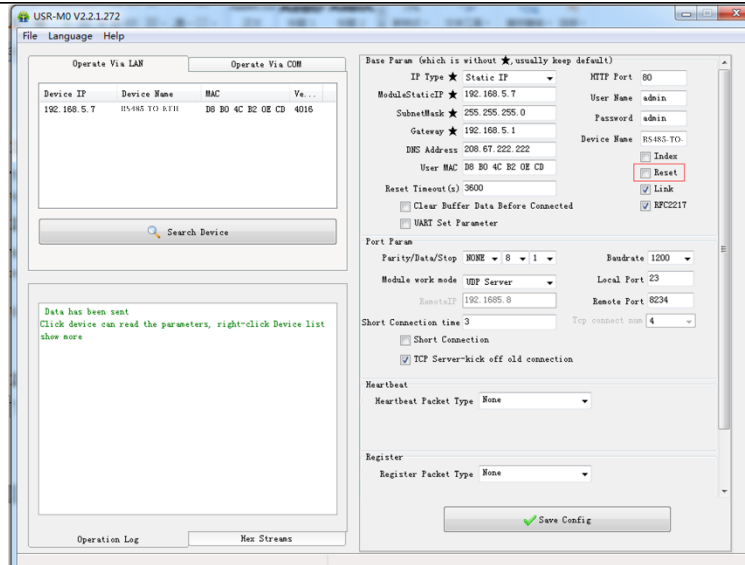 USR-M0 V2.2.1.272
File Language Help
Operate Via LAN
Operate Via COM
Device IP Device Name MAC Ve...
192.168.5.7 RS485 TO ETH D8 B0 4C B2 0E CD 4016
Search Device
Data has been sent
Click device can read the parameters, right-click Device list
show more
Operation Log
Hex Streams
Base Param (which is without ★,usually keep default)
IP Type ★ Static IP
HTTP Port 80
ModuleStaticIP ★ 192.168.5.7
User Name admin
SubnetMask ★ 255.255.255.0
Password admin
Gateway ★ 192.168.5.1
Device Name RS485-TO-
DNS Address 208.67.222.222
Index
User MAC D8 B0 4C B2 0E CD
Reset
Reset Timeout(s) 3600
Link
Clear Buffer Data Before Connected
RFC2217
UART Set Parameter
Port Param
Parity/Data/Stop NONE 8 1
Baudrate 1200
Module work mode UDP Server
Local Port 23
RemoteIP 192.1685.8
Remote Port 8234
Short Connection time 3
Tcp connect num 4
Short Connection
TCP Server-kick off old connection
Heartbeat
Heartbeat Packet Type None
Register
Register Packet Type None
Save Config